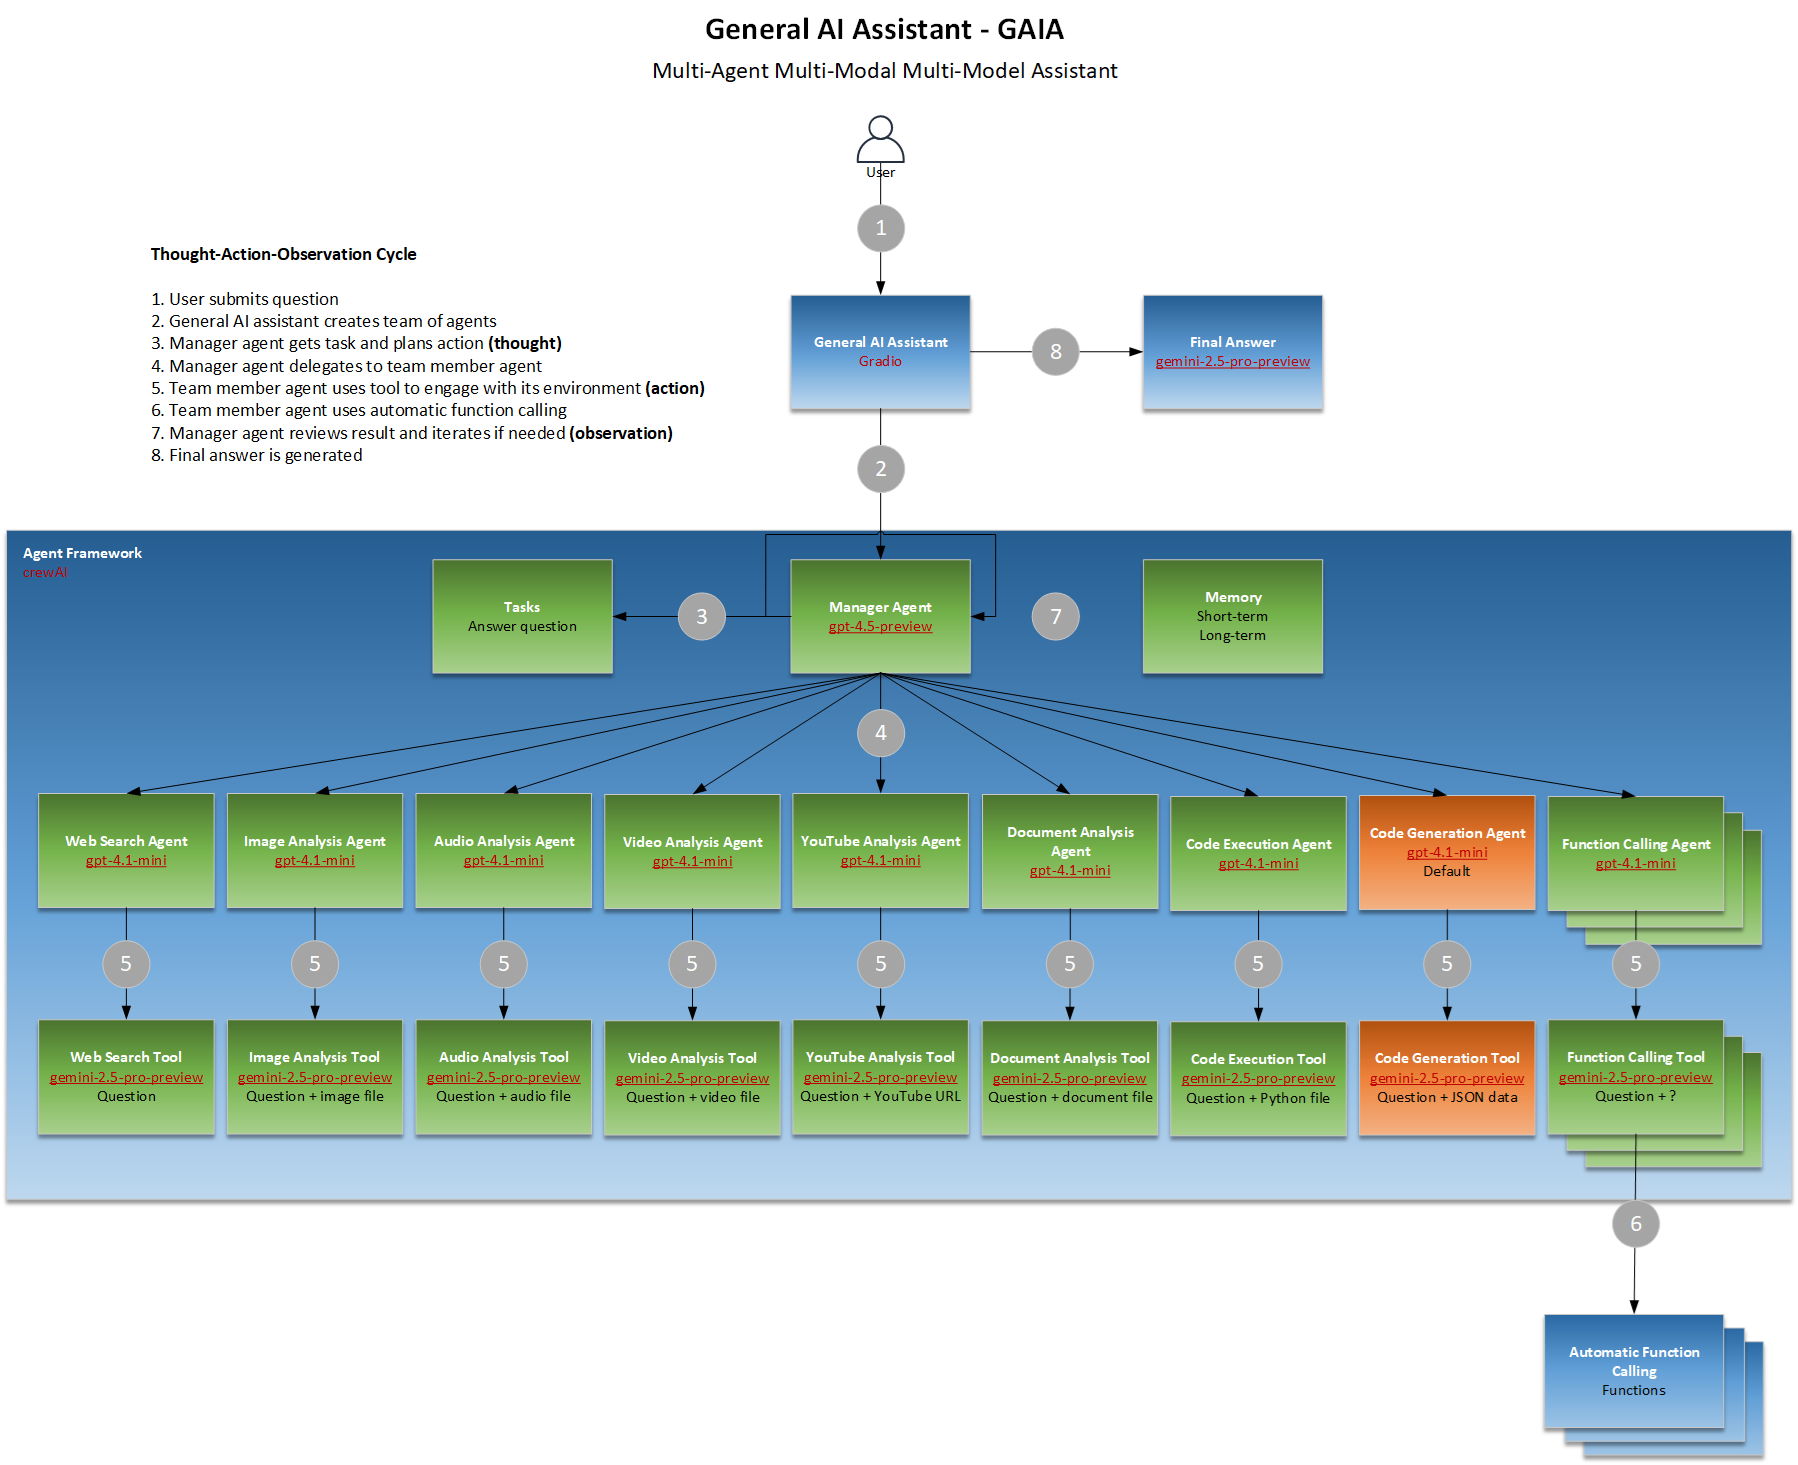 General AI Assistant - GAIA
Multi-Agent Multi-Modal Multi-Model Assistant
User
1
Thought-Action-Observation Cycle
1. User submits question
2. General AI assistant creates team of agents
3. Manager agent gets task and plans action (thought)
4. Manager agent delegates to team member agent
5. Team member agent uses tool to engage with its environment (action)
6. Team member agent uses automatic function calling
7. Manager agent reviews result and iterates if needed (observation)
8. Final answer is generated
General AI Assistant
Gradio
8
Final Answer
gemini-2.5-pro-preview
2
Agent Framework
crewAI
Tasks
Answer question
3
Manager Agent
gpt-4.5-preview
7
Memory
Short-term
Long-term
4
Web Search Agent
gpt-4.1-mini
Image Analysis Agent
gpt-4.1-mini
Audio Analysis Agent
gpt-4.1-mini
Video Analysis Agent
gpt-4.1-mini
YouTube Analysis Agent
gpt-4.1-mini
Document Analysis
Agent
gpt-4.1-mini
Code Execution Agent
gpt-4.1-mini
Code Generation Agent
gpt-4.1-mini
Default
Function Calling Agent
gpt-4.1-mini
5
5
5
5
5
5
5
5
5
Web Search Tool
gemini-2.5-pro-preview
Question
Image Analysis Tool
gemini-2.5-pro-preview
Question + image file
Audio Analysis Tool
gemini-2.5-pro-preview
Question + audio file
Video Analysis Tool
gemini-2.5-pro-preview
Question + video file
YouTube Analysis Tool
gemini-2.5-pro-preview
Question + YouTube URL
Document Analysis Tool
gemini-2.5-pro-preview
Question + document file
Code Execution Tool
gemini-2.5-pro-preview
Question + Python file
Code Generation Tool
gemini-2.5-pro-preview
Question + JSON data
Function Calling Tool
gemini-2.5-pro-preview
Question + ?
6
Automatic Function
Calling
Functions